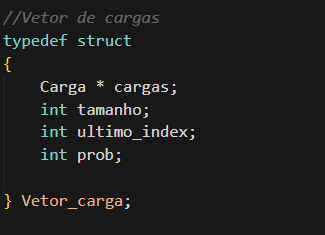 //Vetor de cargas
typedef struct
{
    Carga * cargas;
    int tamanho;
    int ultimo_index;
    int prob;
} Vetor_carga;